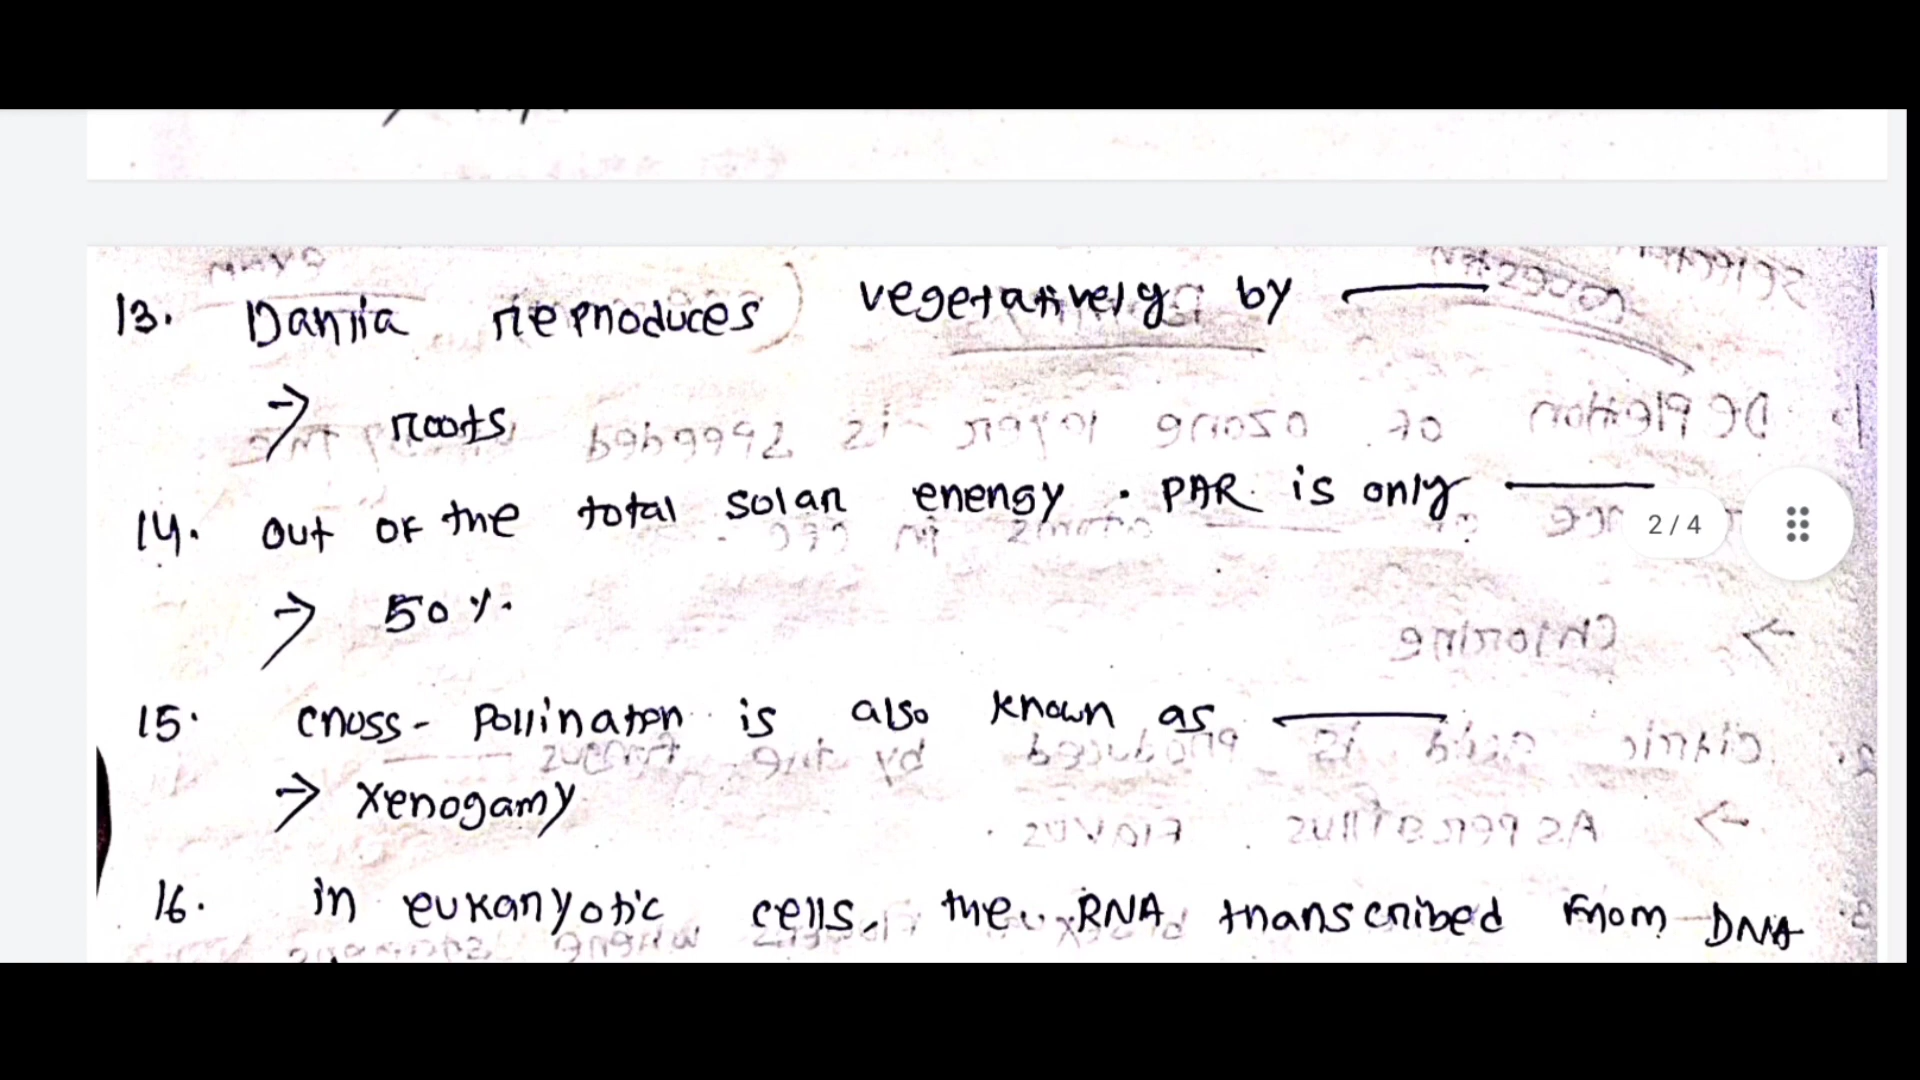 13. Dahlia reproduces vegetatively by ———
→ roots
14. out of the total solar energy. PAR is only ———
2 / 4
→ 50%.
15. cross-pollination is also known as ———
→ Xenogamy
16. in eukaryotic cells, the RNA transcribed from DNA